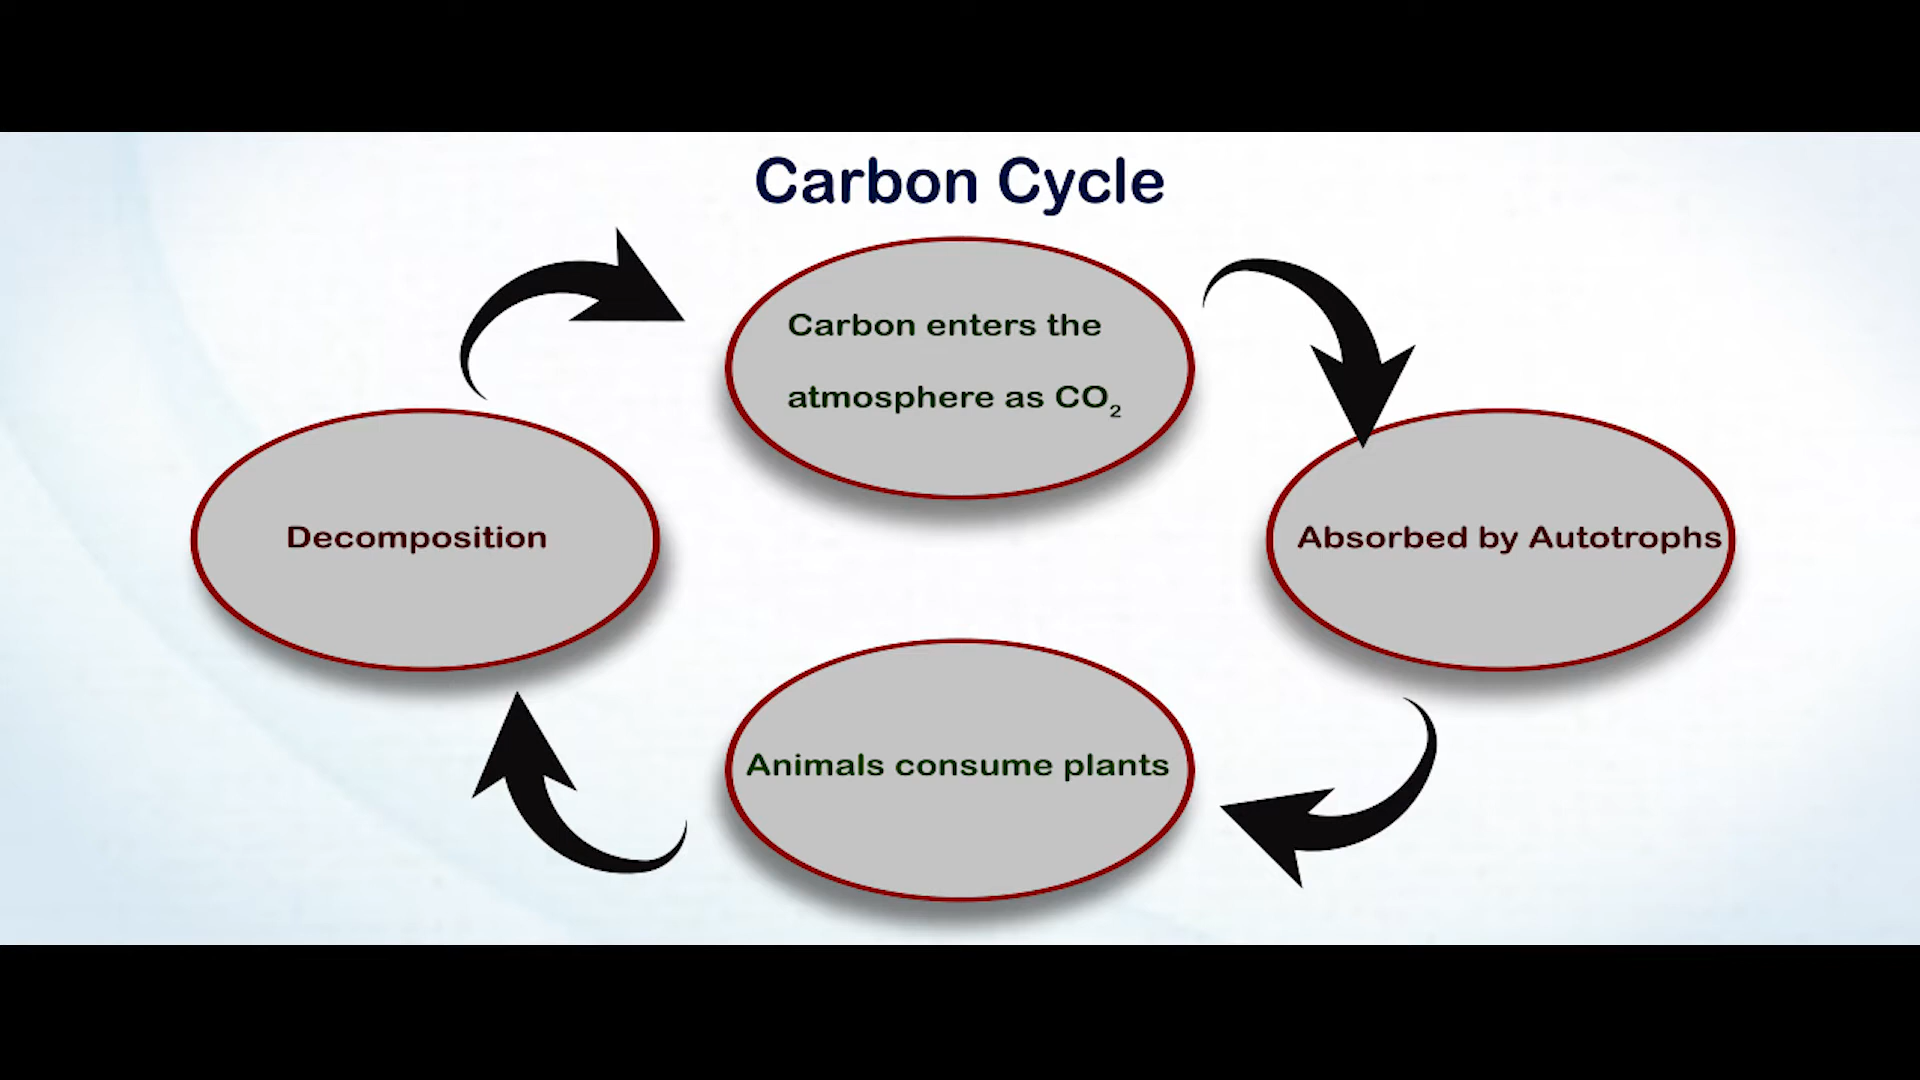 Carbon Cycle
Carbon enters the
atmosphere as CO₂
Absorbed by Autotrophs
Animals consume plants
Decomposition